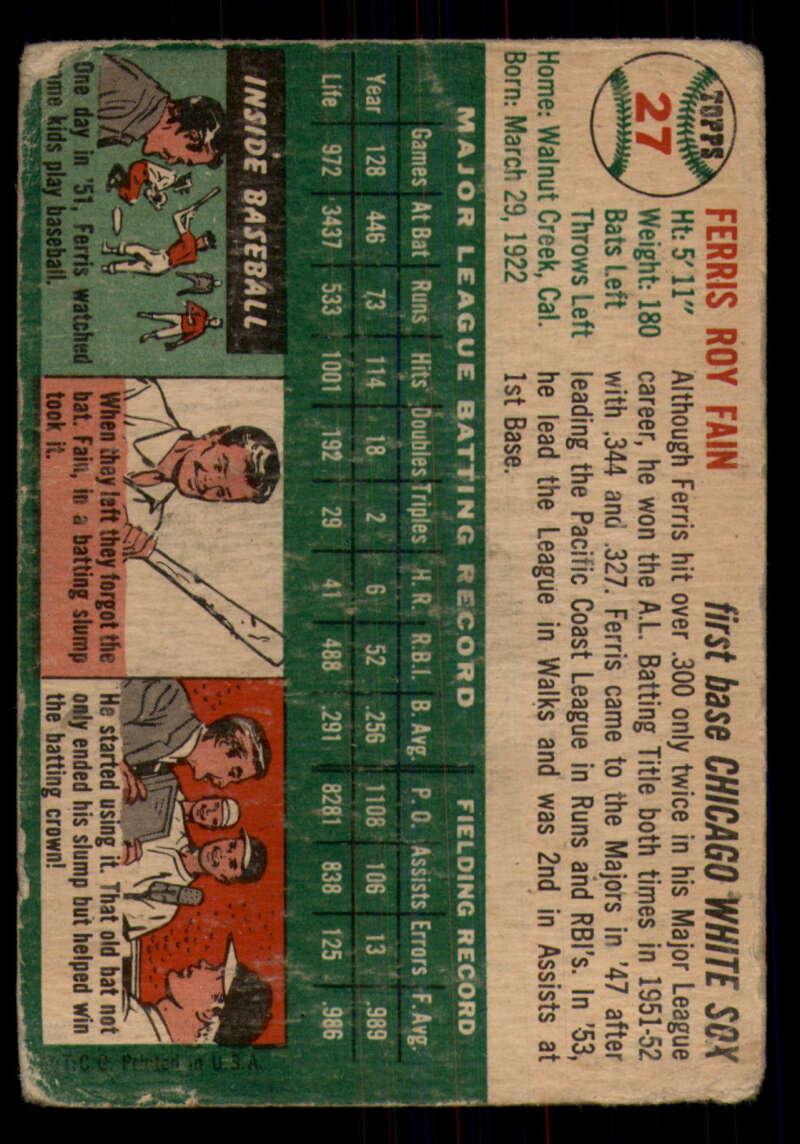 TOPPS
27
FERRIS ROY FAIN
first base CHICAGO WHITE SOX
Ht: 5'11"
Weight: 180
Bats Left
Throws Left
Home: Walnut Creek, Cal.
Born: March 29, 1922
Although Ferris hit over .300 only twice in his Major League
career, he won the A.L. Batting Title both times in 1951-52
with .344 and .327. Ferris came to the Majors in '47 after
leading the Pacific Coast League in Runs and RBI's. In '53,
he lead the League in Walks and was 2nd in Assists at
1st Base.
MAJOR LEAGUE BATTING RECORD FIELDING RECORD
Games At Bat Runs Hits Doubles Triples H. R. R.B.I. B. Avg. P. O. Assists Errors F. Avg.
Year 128 446 73 114 18 2 6 52 .256 1108 106 13 .989
Life 972 3437 533 1001 192 29 41 488 .291 8281 838 125 .986
INSIDE BASEBALL
One day in '51, Ferris watched
some kids play baseball.
When they left they forgot the
bat. Fain, in a batting slump
took it.
He started using it. That old bat not
only ended his slump but helped win
the batting crown!
T. C. G. Printed in U. S. A.